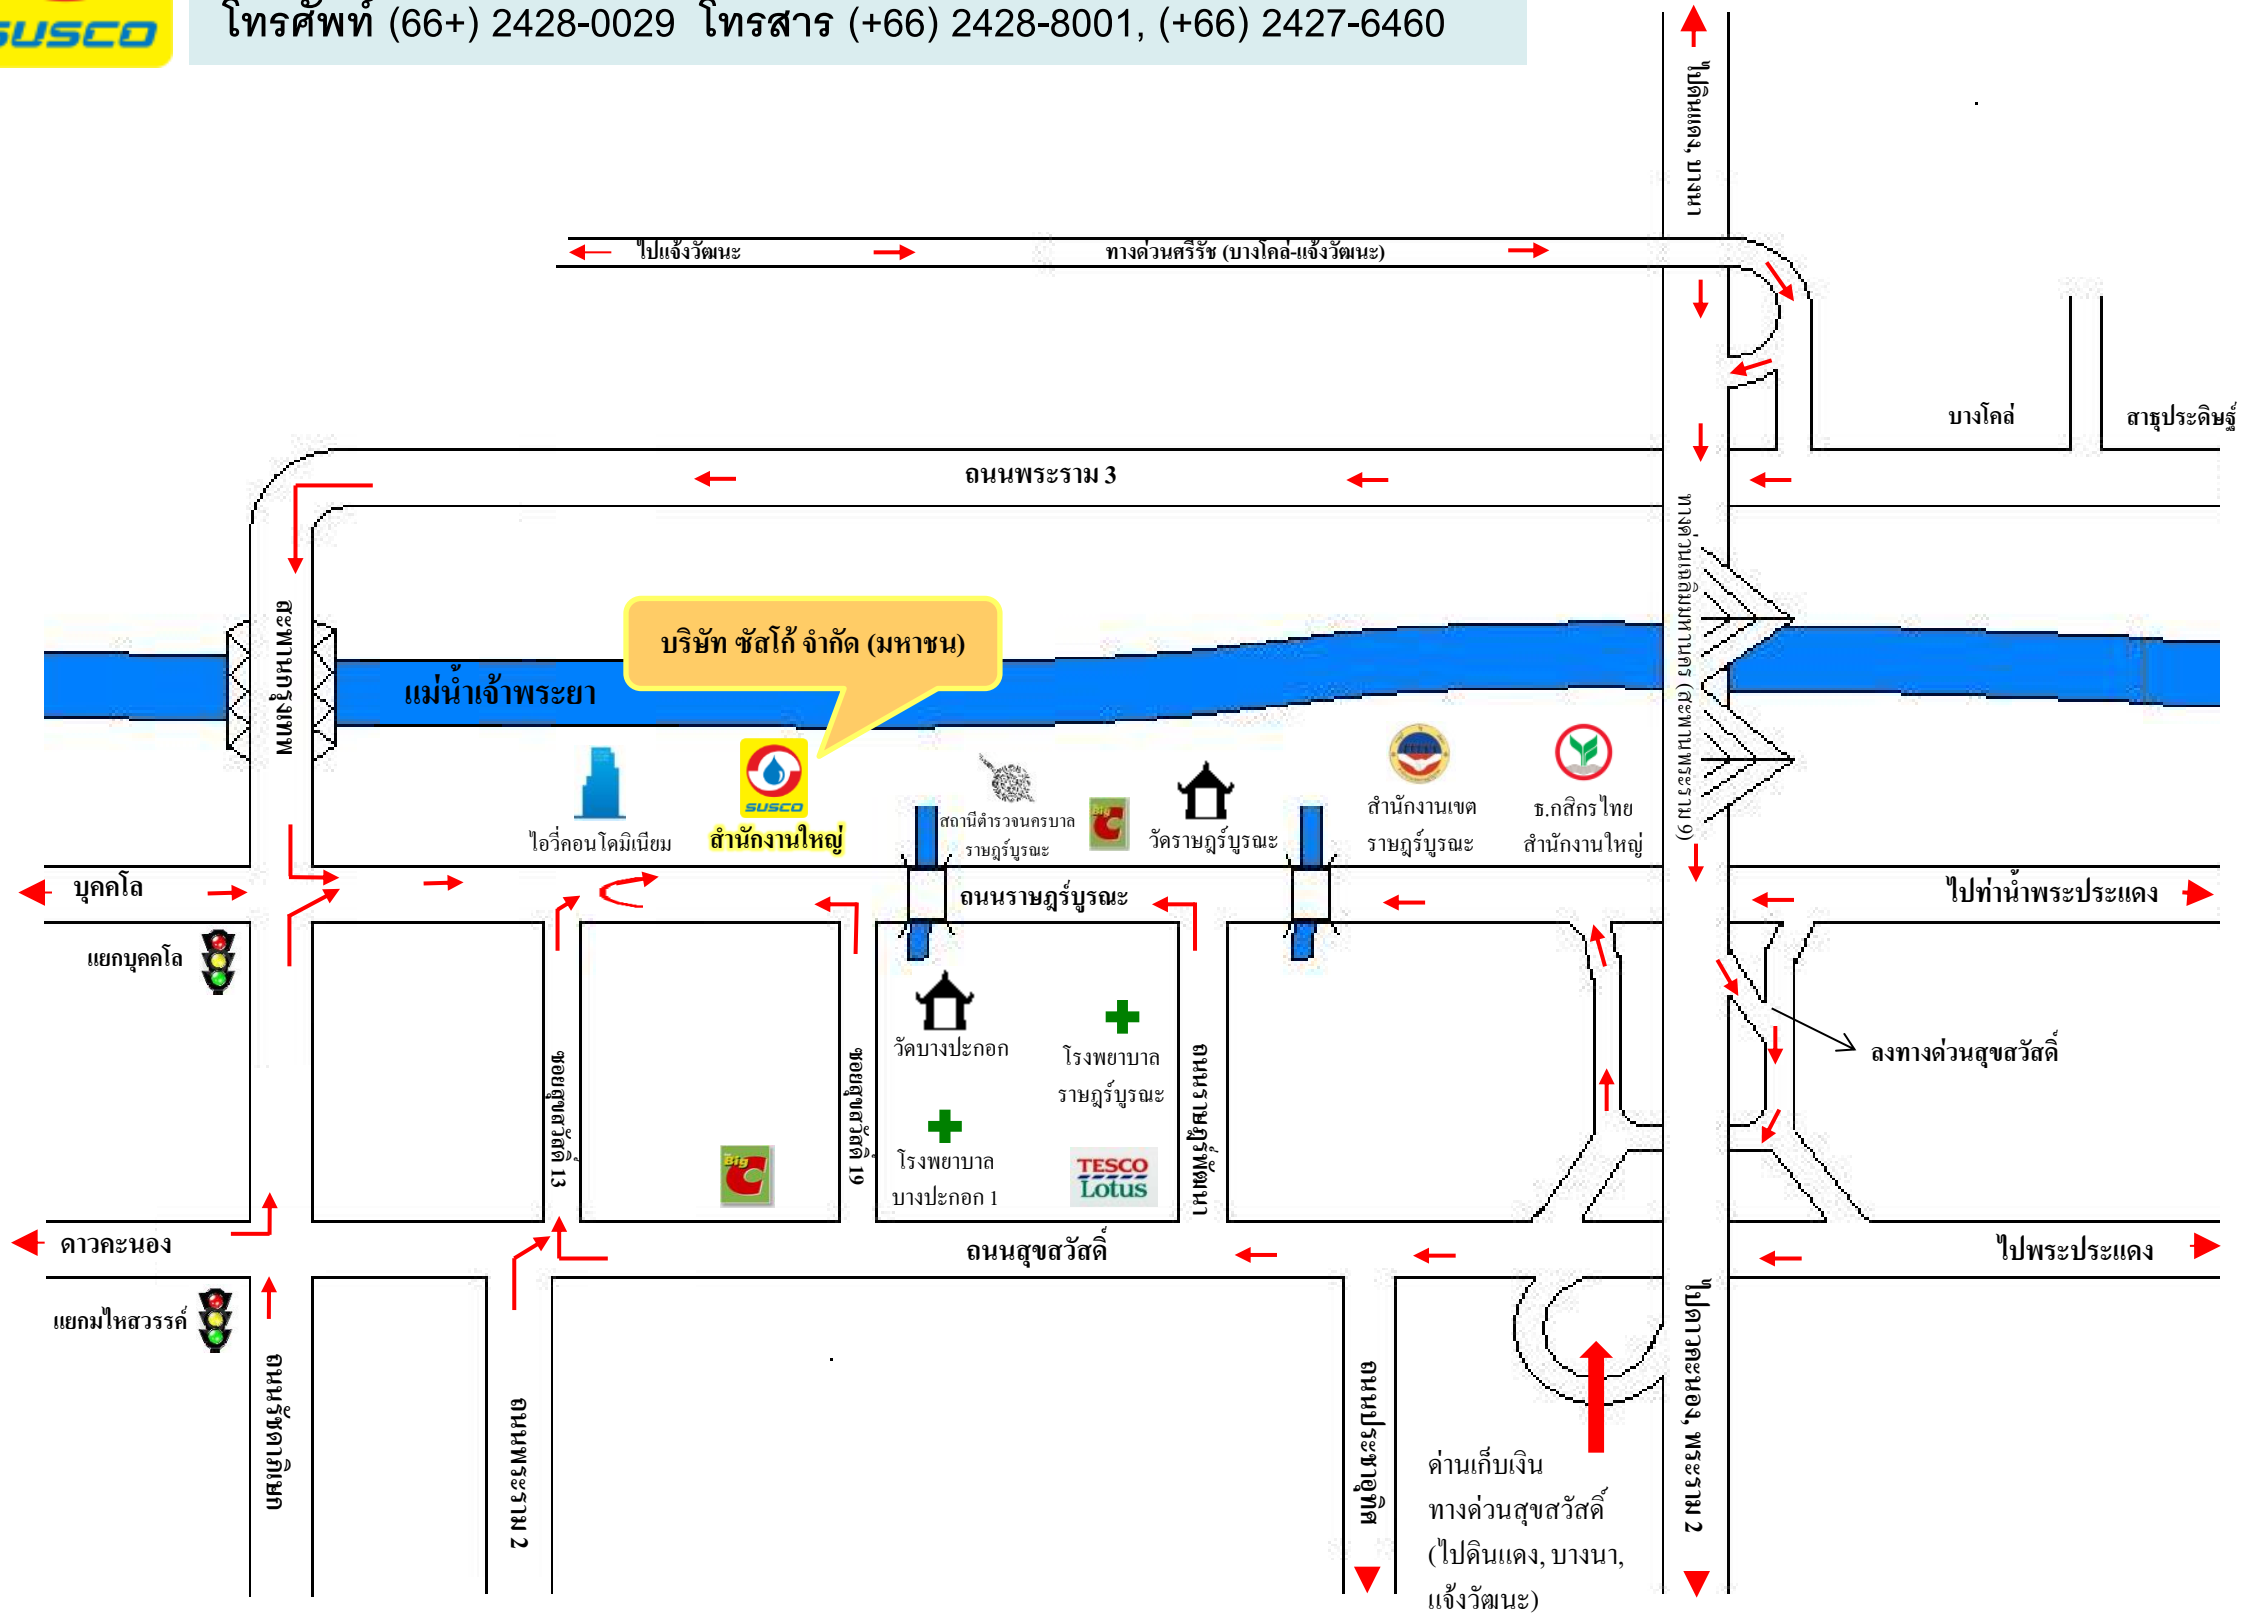 SUSCO
โทรศัพท์ (66+) 2428-0029 โทรสาร (+66) 2428-8001, (+66) 2427-6460
ไปดินแดง, บางนา
ไปแจ้งวัฒนะ
ทางด่วนศรีรัช (บางโคล่-แจ้งวัฒนะ)
บางโคล่
สาธุประดิษฐ์
ถนนพระราม 3
ทางด่วนเฉลิมมหานคร (สะพานพระราม 9)
สะพานกรุงเทพ
บริษัท ซัสโก้ จำกัด (มหาชน)
แม่น้ำเจ้าพระยา
ไอวี่คอนโดมิเนียม
SUSCO
สำนักงานใหญ่
สถานีตำรวจนครบาล
ราษฎร์บูรณะ
Big C
วัดราษฎร์บูรณะ
สำนักงานเขต
ราษฎร์บูรณะ
ธ.กสิกรไทย
สำนักงานใหญ่
บุคคโล
ถนนราษฎร์บูรณะ
ไปท่าน้ำพระประแดง
แยกบุคคโล
ซอยสุขสวัสดิ์ 13
ซอยสุขสวัสดิ์ 19
วัดบางปะกอก
โรงพยาบาล
ราษฎร์บูรณะ
ถนนราษฎร์พัฒนา
ลงทางด่วนสุขสวัสดิ์
Big C
โรงพยาบาล
บางปะกอก 1
TESCO
Lotus
ดาวคะนอง
ถนนสุขสวัสดิ์
ไปพระประแดง
แยกมไหสวรรค์
ถนนรัชดาภิเษก
ถนนพระราม 2
ถนนประชาอุทิศ
ไปดาวคะนอง, พระราม 2
ด่านเก็บเงิน
ทางด่วนสุขสวัสดิ์
(ไปดินแดง, บางนา,
แจ้งวัฒนะ)